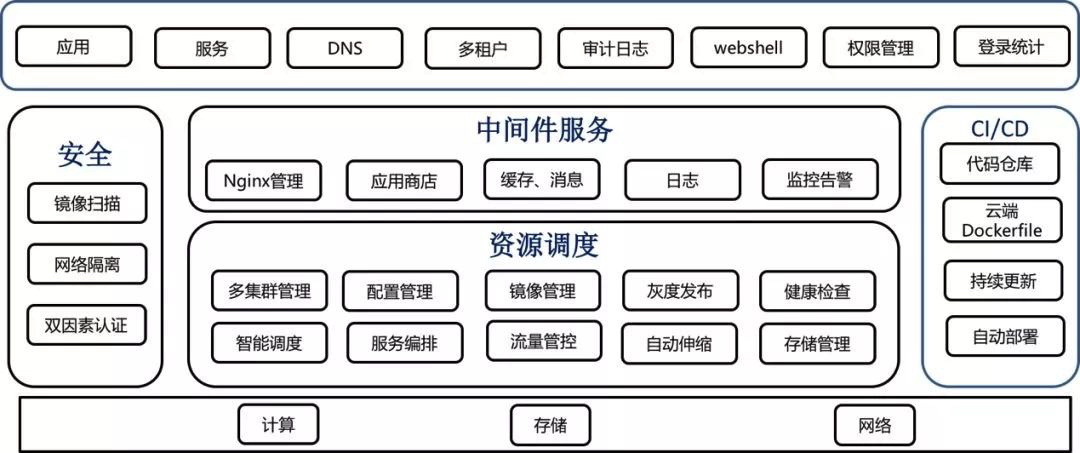 应用
服务
DNS
多租户
审计日志
webshell
权限管理
登录统计
安全
镜像扫描
网络隔离
双因素认证
中间件服务
Nginx管理
应用商店
缓存、消息
日志
监控告警
资源调度
多集群管理
配置管理
镜像管理
灰度发布
健康检查
智能调度
服务编排
流量管控
自动伸缩
存储管理
CI/CD
代码仓库
云端
Dockerfile
持续更新
自动部署
计算
存储
网络